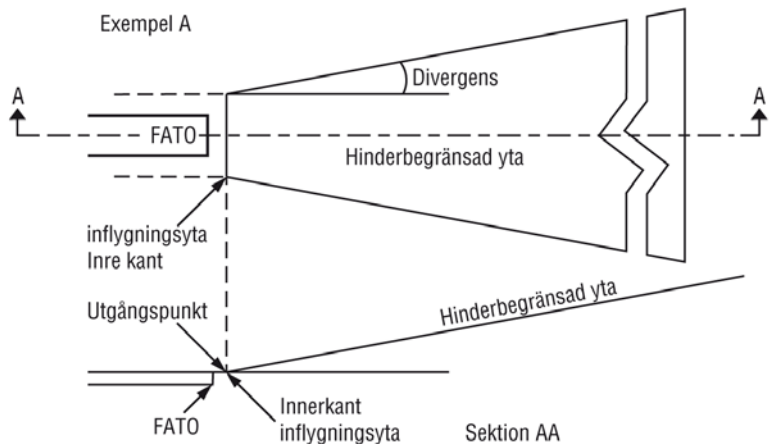 Exempel A
Divergens
A
A
FATO
Hinderbegränsad yta
inflygningsyta
Inre kant
Utgångspunkt
Hinderbegränsad yta
FATO
Innerkant
inflygningsyta
Sektion AA